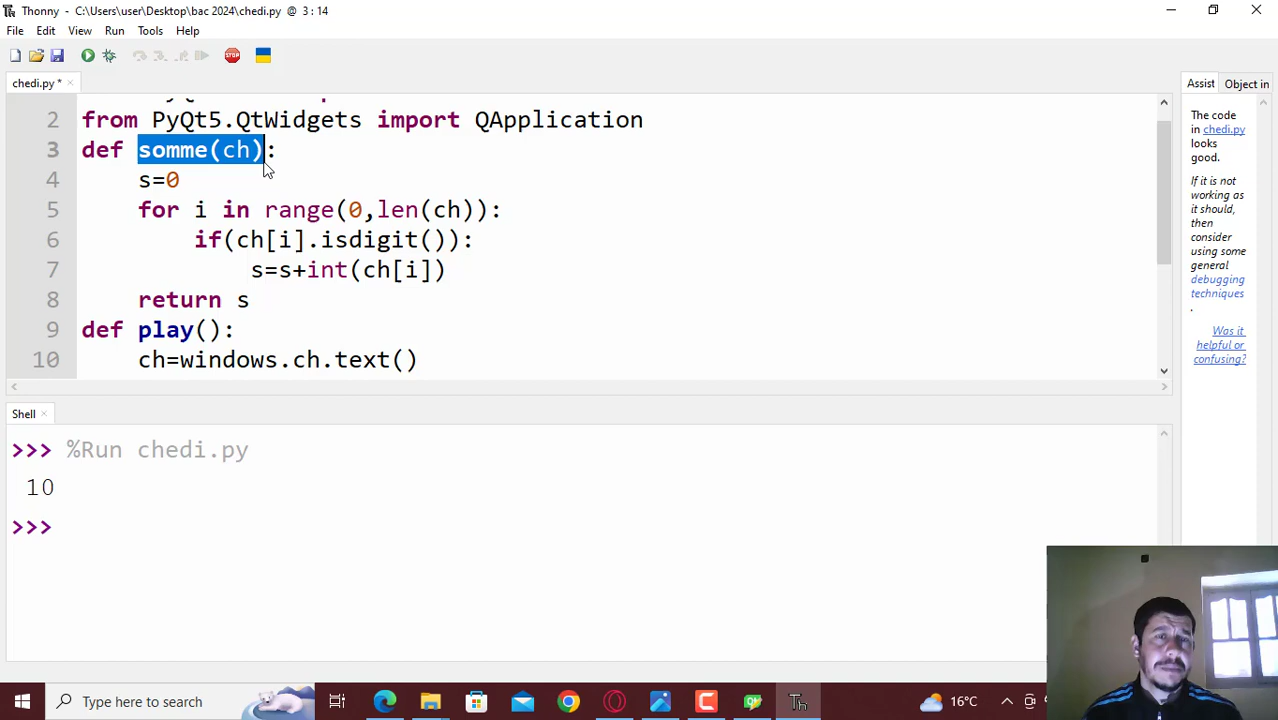 Thonny - C:\Users\user\Desktop\bac 2024\chedi.py @ 3 : 14
File Edit View Run Tools Help
STOP
chedi.py *
Assist
Object in
2 from PyQt5.QtWidgets import QApplication
3 def somme(ch):
4 s=0
5 for i in range(0,len(ch)):
6 if(ch[i].isdigit()):
7 s=s+int(ch[i])
8 return s
9 def play():
10 ch=windows.ch.text()
The code
in chedi.py
looks
good.
If it is not
working as
it should,
then
consider
using some
general
debugging
techniques
.
Was it
helpful or
confusing?
Shell
>>> %Run chedi.py
10
>>>
Type here to search
Qt
Th
16°C